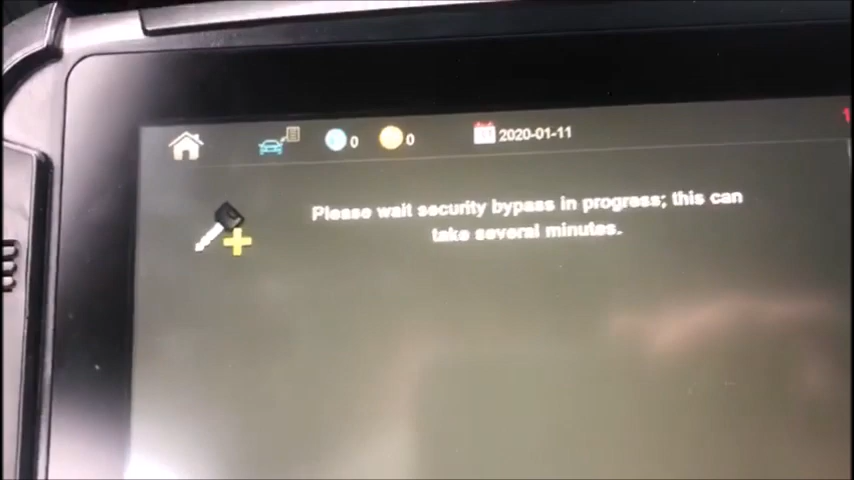 0 0 2020-01-11
Please wait security bypass in progress; this can
take several minutes.